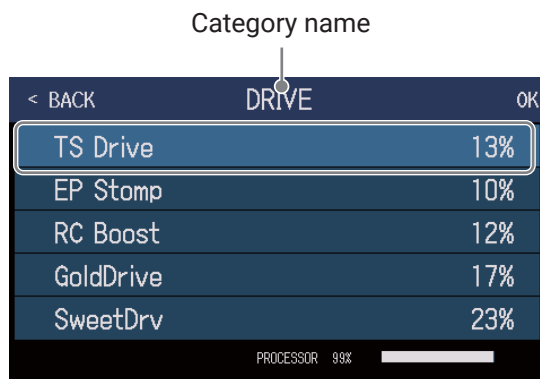 Category name
< BACK DRIVE OK
TS Drive 13%
EP Stomp 10%
RC Boost 12%
GoldDrive 17%
SweetDrv 23%
PROCESSOR 99%